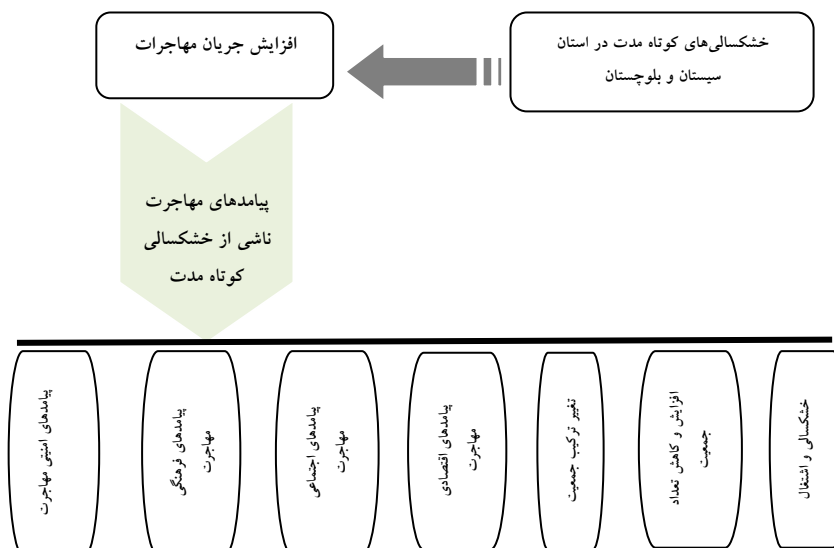 خشکسالی‌های کوتاه مدت در استان
سیستان و بلوچستان
افزایش جریان مهاجرات
پیامدهای مهاجرت
ناشی از خشکسالی
کوتاه مدت
خشکسالی و اشتغال
افزایش و کاهش تعداد
جمعیت
تغییر ترکیب جمعیت
پیامدهای اقتصادی
مهاجرت
پیامدهای اجتماعی
مهاجرت
پیامدهای فرهنگی
مهاجرت
پیامدهای امنیتی مهاجرت